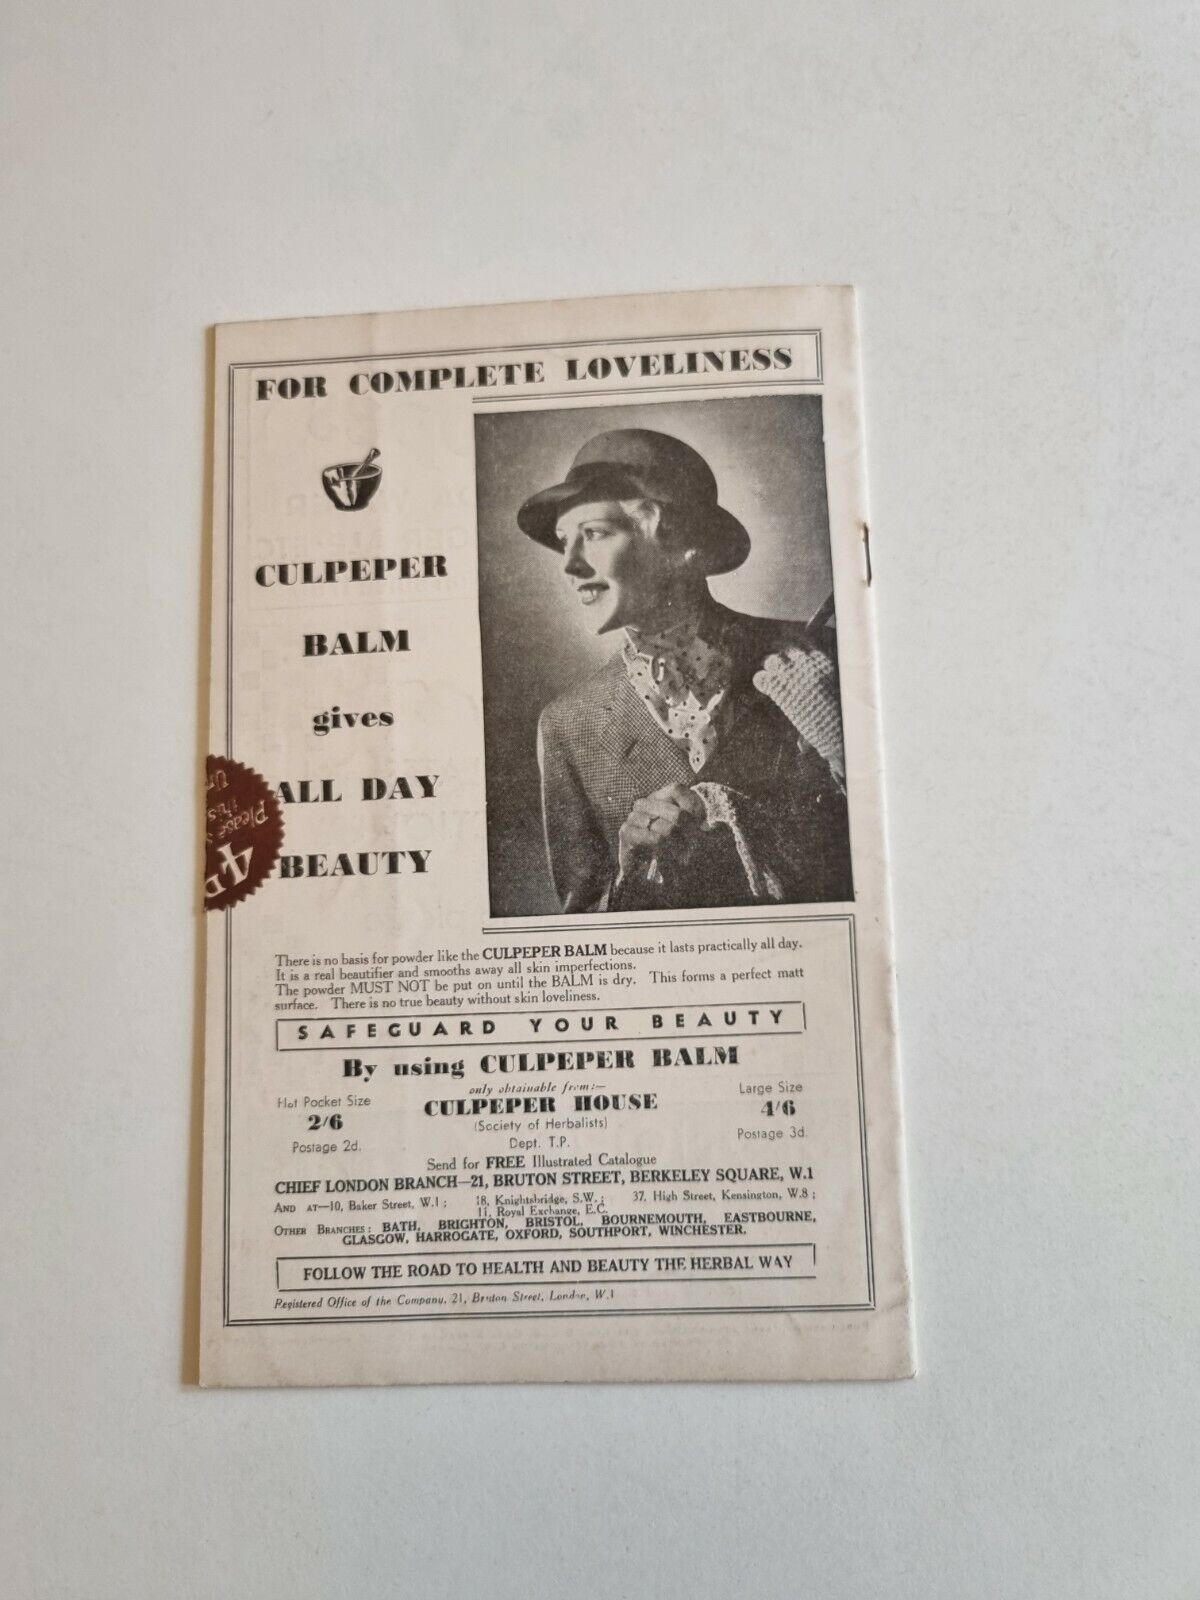 FOR COMPLETE LOVELINESS
CULPEPER
BALM
gives
ALL DAY
BEAUTY
Please
this
4D
There is no basis for powder like the CULPEPER BALM because it lasts practically all day.
It is a real beautifier and smooths away all skin imperfections.
The powder MUST NOT be put on until the BALM is dry. This forms a perfect matt
surface. There is no true beauty without skin loveliness.
SAFEGUARD YOUR BEAUTY
By using CULPEPER BALM
only obtainable from:—
CULPEPER HOUSE
(Society of Herbalists)
Dept. T.P.
Flat Pocket Size
2/6
Postage 2d.
Large Size
4/6
Postage 3d.
Send for FREE Illustrated Catalogue
CHIEF LONDON BRANCH—21, BRUTON STREET, BERKELEY SQUARE, W.1
AND AT—10, Baker Street, W.1; 18, Knightsbridge, S.W.; 37, High Street, Kensington, W.8;
11, Royal Exchange, E.C.
OTHER BRANCHES: BATH, BRIGHTON, BRISTOL, BOURNEMOUTH, EASTBOURNE,
GLASGOW, HARROGATE, OXFORD, SOUTHPORT, WINCHESTER.
FOLLOW THE ROAD TO HEALTH AND BEAUTY THE HERBAL WAY
Registered Office of the Company, 21, Bruton Street, London, W.1